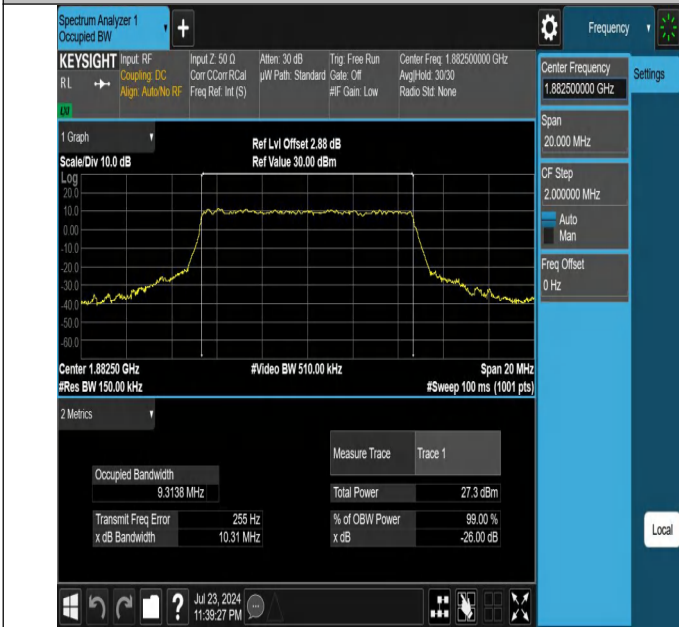 Spectrum Analyzer 1
Occupied BW
+
Frequency
KEYSIGHT
Input: RF
Coupling: DC
Align: Auto/No RF
Input Z: 50 Ω
Corr CCorr RCal
Freq Ref: Int (S)
Atten: 30 dB
µW Path: Standard
Trig: Free Run
Gate: Off
#IF Gain: Low
Center Freq: 1.882500000 GHz
Avg|Hold: 30/30
Radio Std: None
R L
Center Frequency
1.882500000 GHz
Settings
Span
20.000 MHz
CF Step
2.000000 MHz
Auto
Man
Freq Offset
0 Hz
1 Graph
Scale/Div 10.0 dB
Ref Lvl Offset 2.88 dB
Ref Value 30.00 dBm
Log
20.0
10.0
0.00
-10.0
-20.0
-30.0
-40.0
-50.0
-60.0
Center 1.88250 GHz
#Res BW 150.00 kHz
#Video BW 510.00 kHz
Span 20 MHz
#Sweep 100 ms (1001 pts)
2 Metrics
Measure Trace
Trace 1
Occupied Bandwidth
9.3138 MHz
Total Power
27.3 dBm
Transmit Freq Error
255 Hz
% of OBW Power
99.00 %
x dB Bandwidth
10.31 MHz
x dB
-26.00 dB
Local
?
Jul 23, 2024
11:39:27 PM